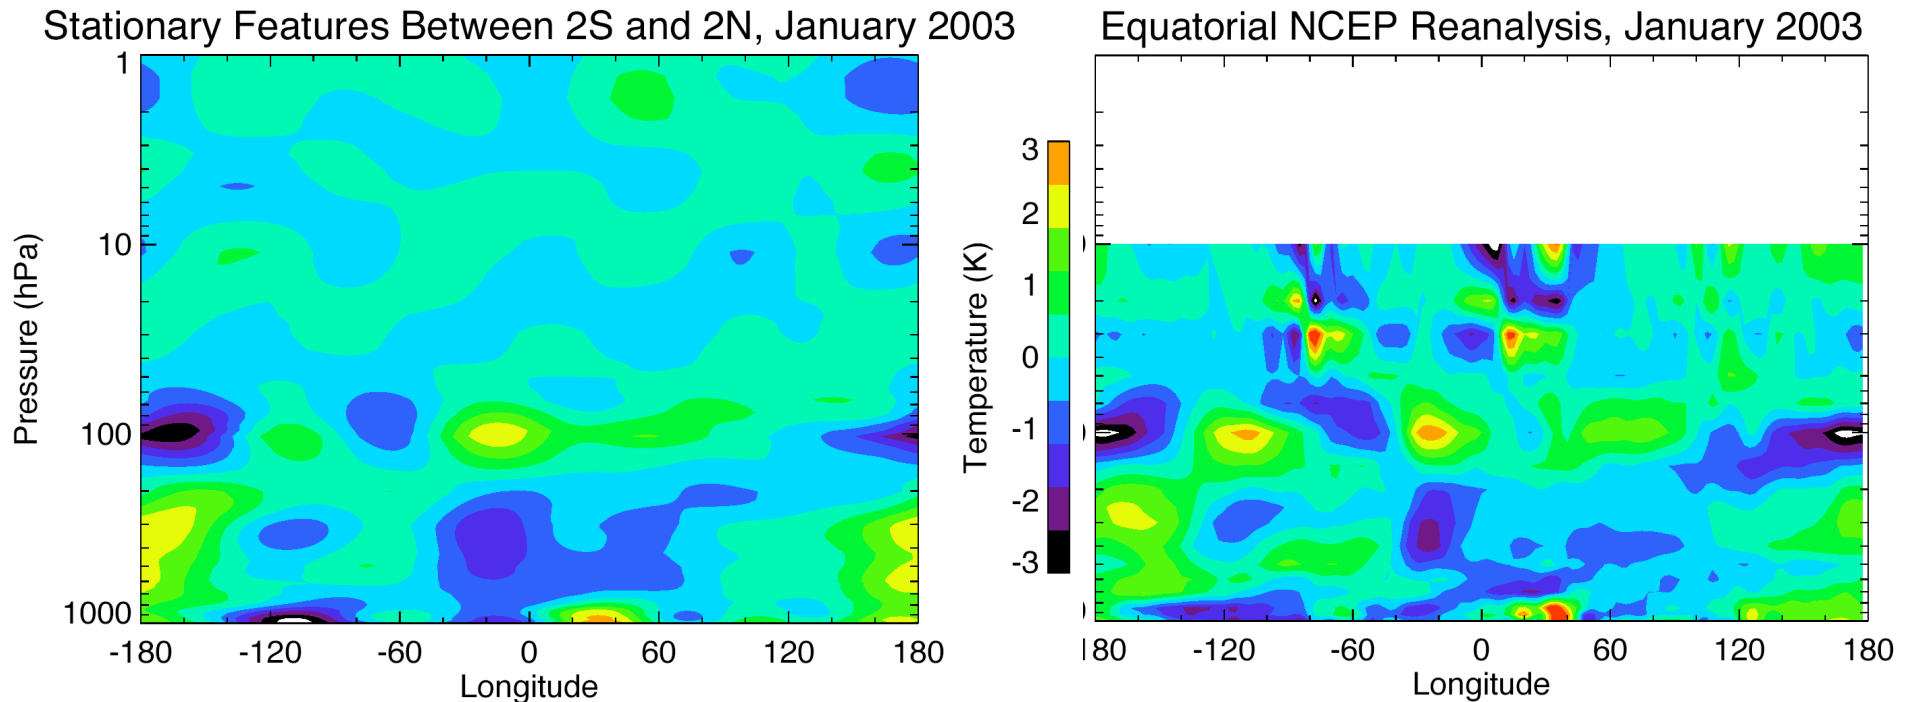 Stationary Features Between 2S and 2N, January 2003
Equatorial NCEP Reanalysis, January 2003
Pressure (hPa)
1
10
100
1000
-180 -120 -60 0 60 120 180
Longitude
Temperature (K)
3
2
1
0
-1
-2
-3
180 -120 -60 0 60 120 180
Longitude